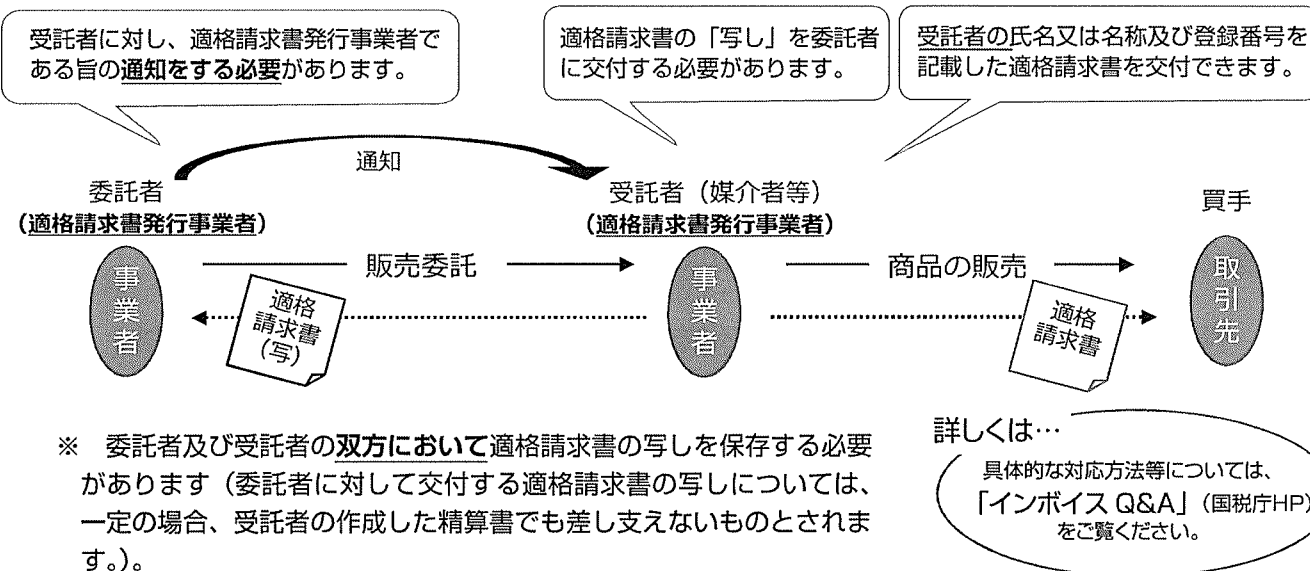 受託者に対し、適格請求書発行事業者で
ある旨の通知をする必要があります。
適格請求書の「写し」を委託者
に交付する必要があります。
受託者の氏名又は名称及び登録番号を
記載した適格請求書を交付できます。
通知
委託者
(適格請求書発行事業者)
受託者（媒介者等）
(適格請求書発行事業者)
買手
事業者
販売委託
適格
請求書
(写)
事業者
商品の販売
適格
請求書
取引先
※　委託者及び受託者の双方において適格請求書の写しを保存する必要
があります（委託者に対して交付する適格請求書の写しについては、
一定の場合、受託者の作成した精算書でも差し支えないものとされま
す。）。
詳しくは…
具体的な対応方法等については、
「インボイス Q&A」（国税庁HP）
をご覧ください。